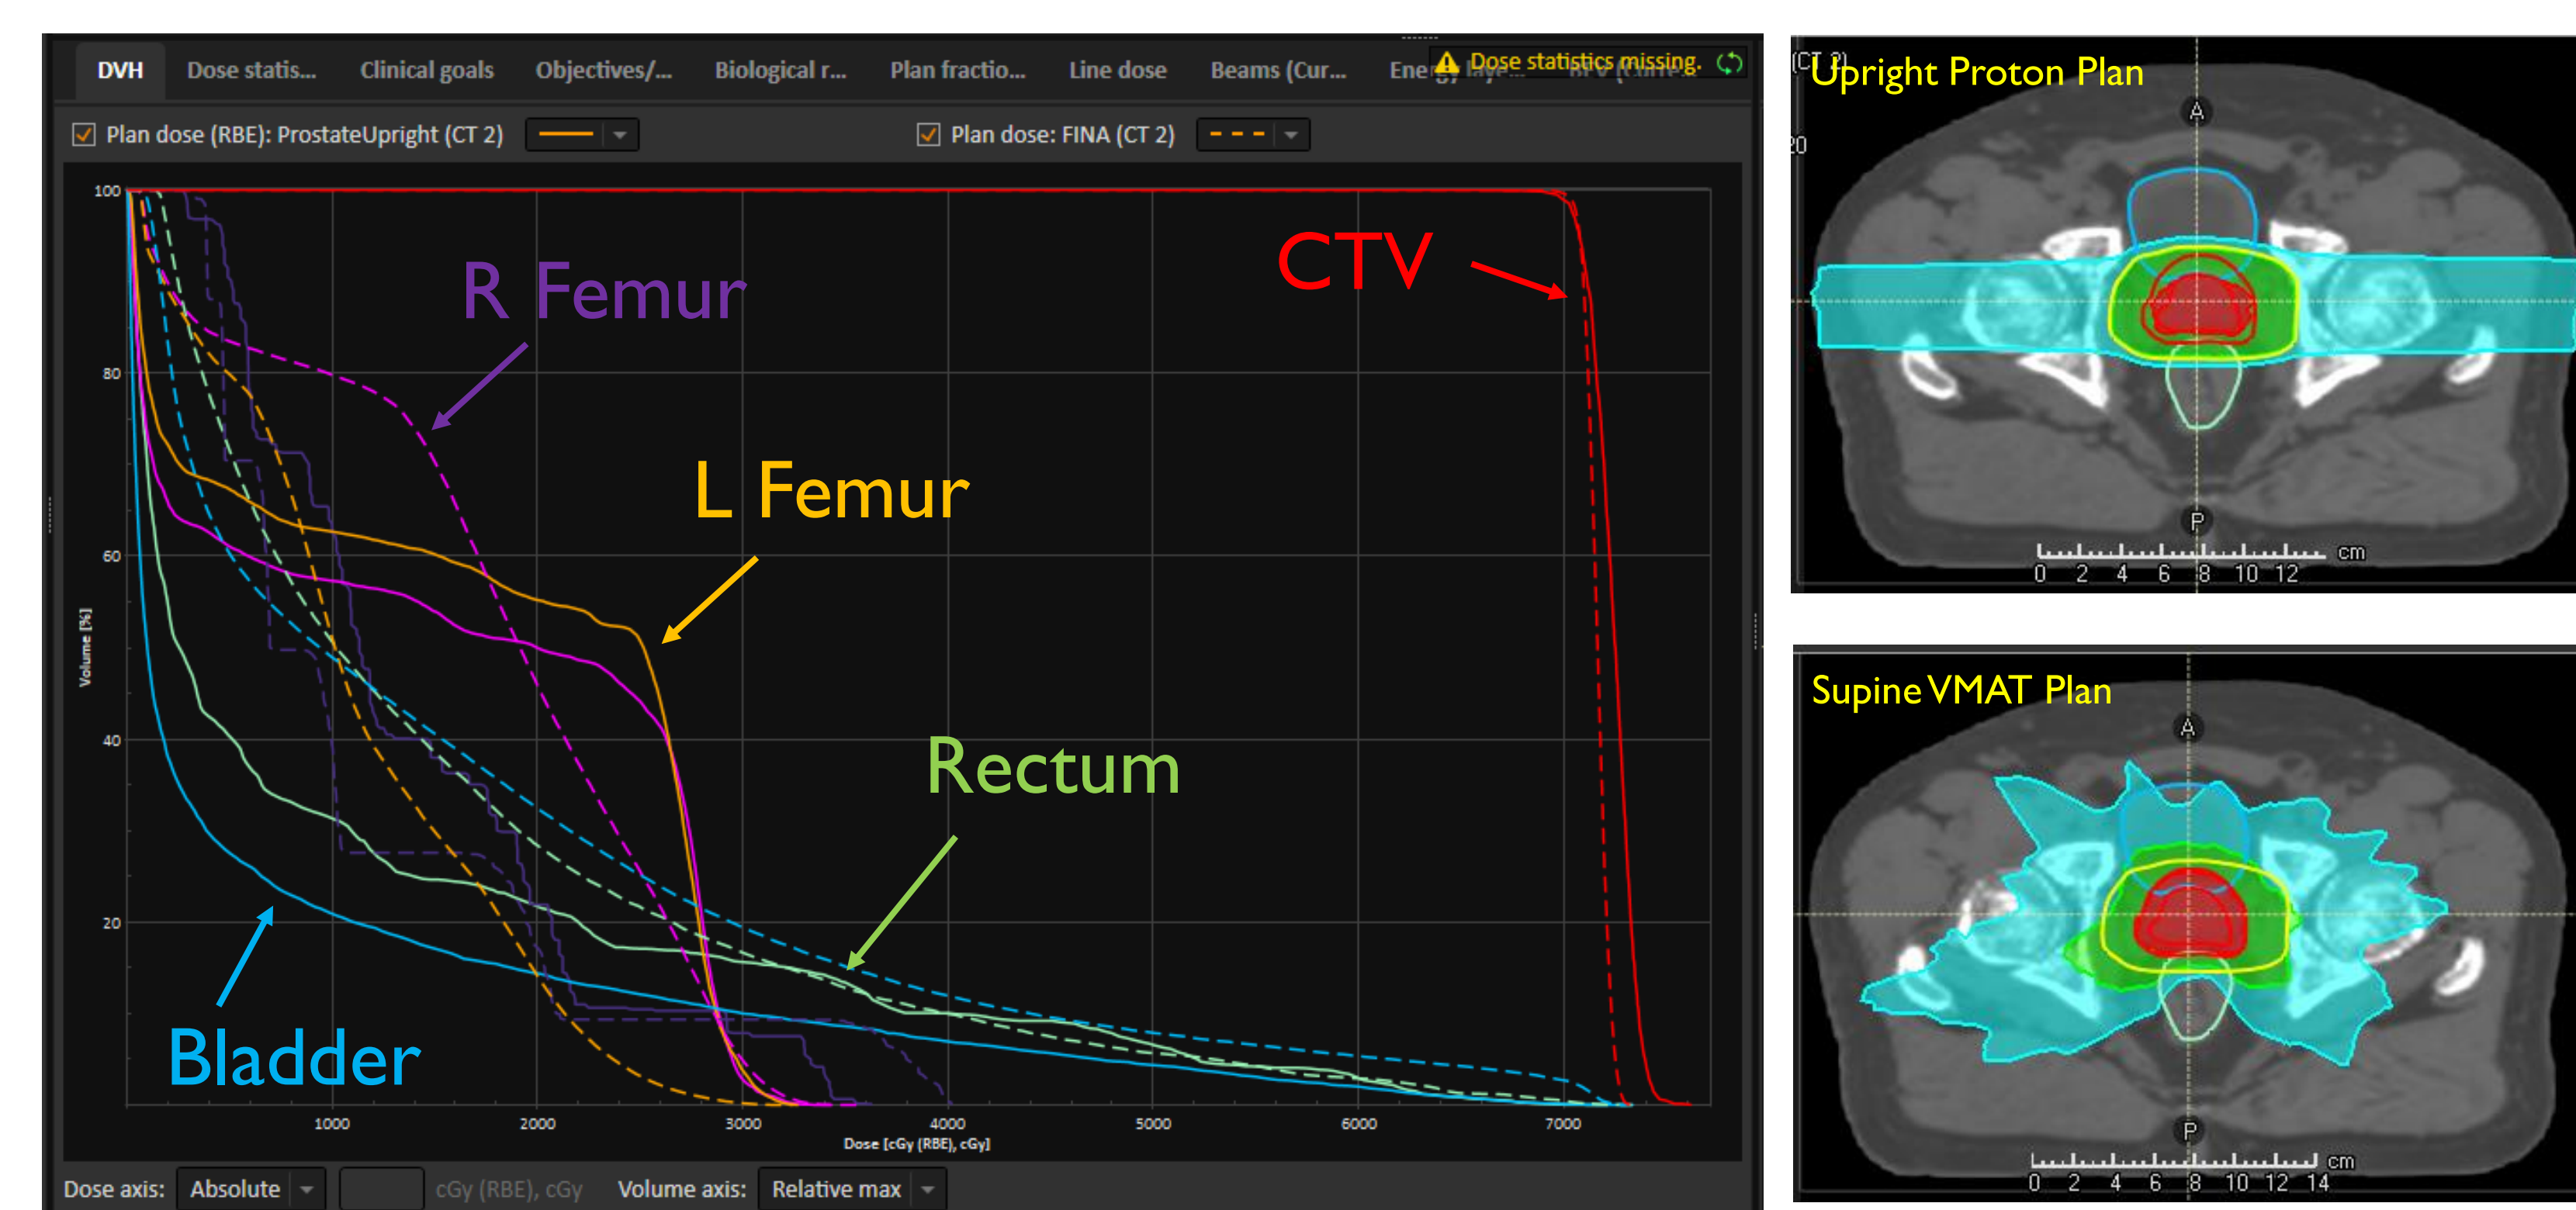 DVH Dose statis... Clinical goals Objectives/... Biological r... Plan fractio... Line dose Beams (Cur... Dose statistics missing.
Plan dose (RBE): ProstateUpright (CT 2) Plan dose: FINA (CT 2)
100
80
60
40
20
Volume [%]
R Femur
L Femur
CTV
Rectum
Bladder
1000 2000 3000 4000 5000 6000 7000
Dose [cGy (RBE), cGy]
Dose axis: Absolute cGy (RBE), cGy Volume axis: Relative max
Upright Proton Plan
A
20
P
cm
0 2 4 6 8 10 12
Supine VMAT Plan
A
P
cm
0 2 4 6 8 10 12 14